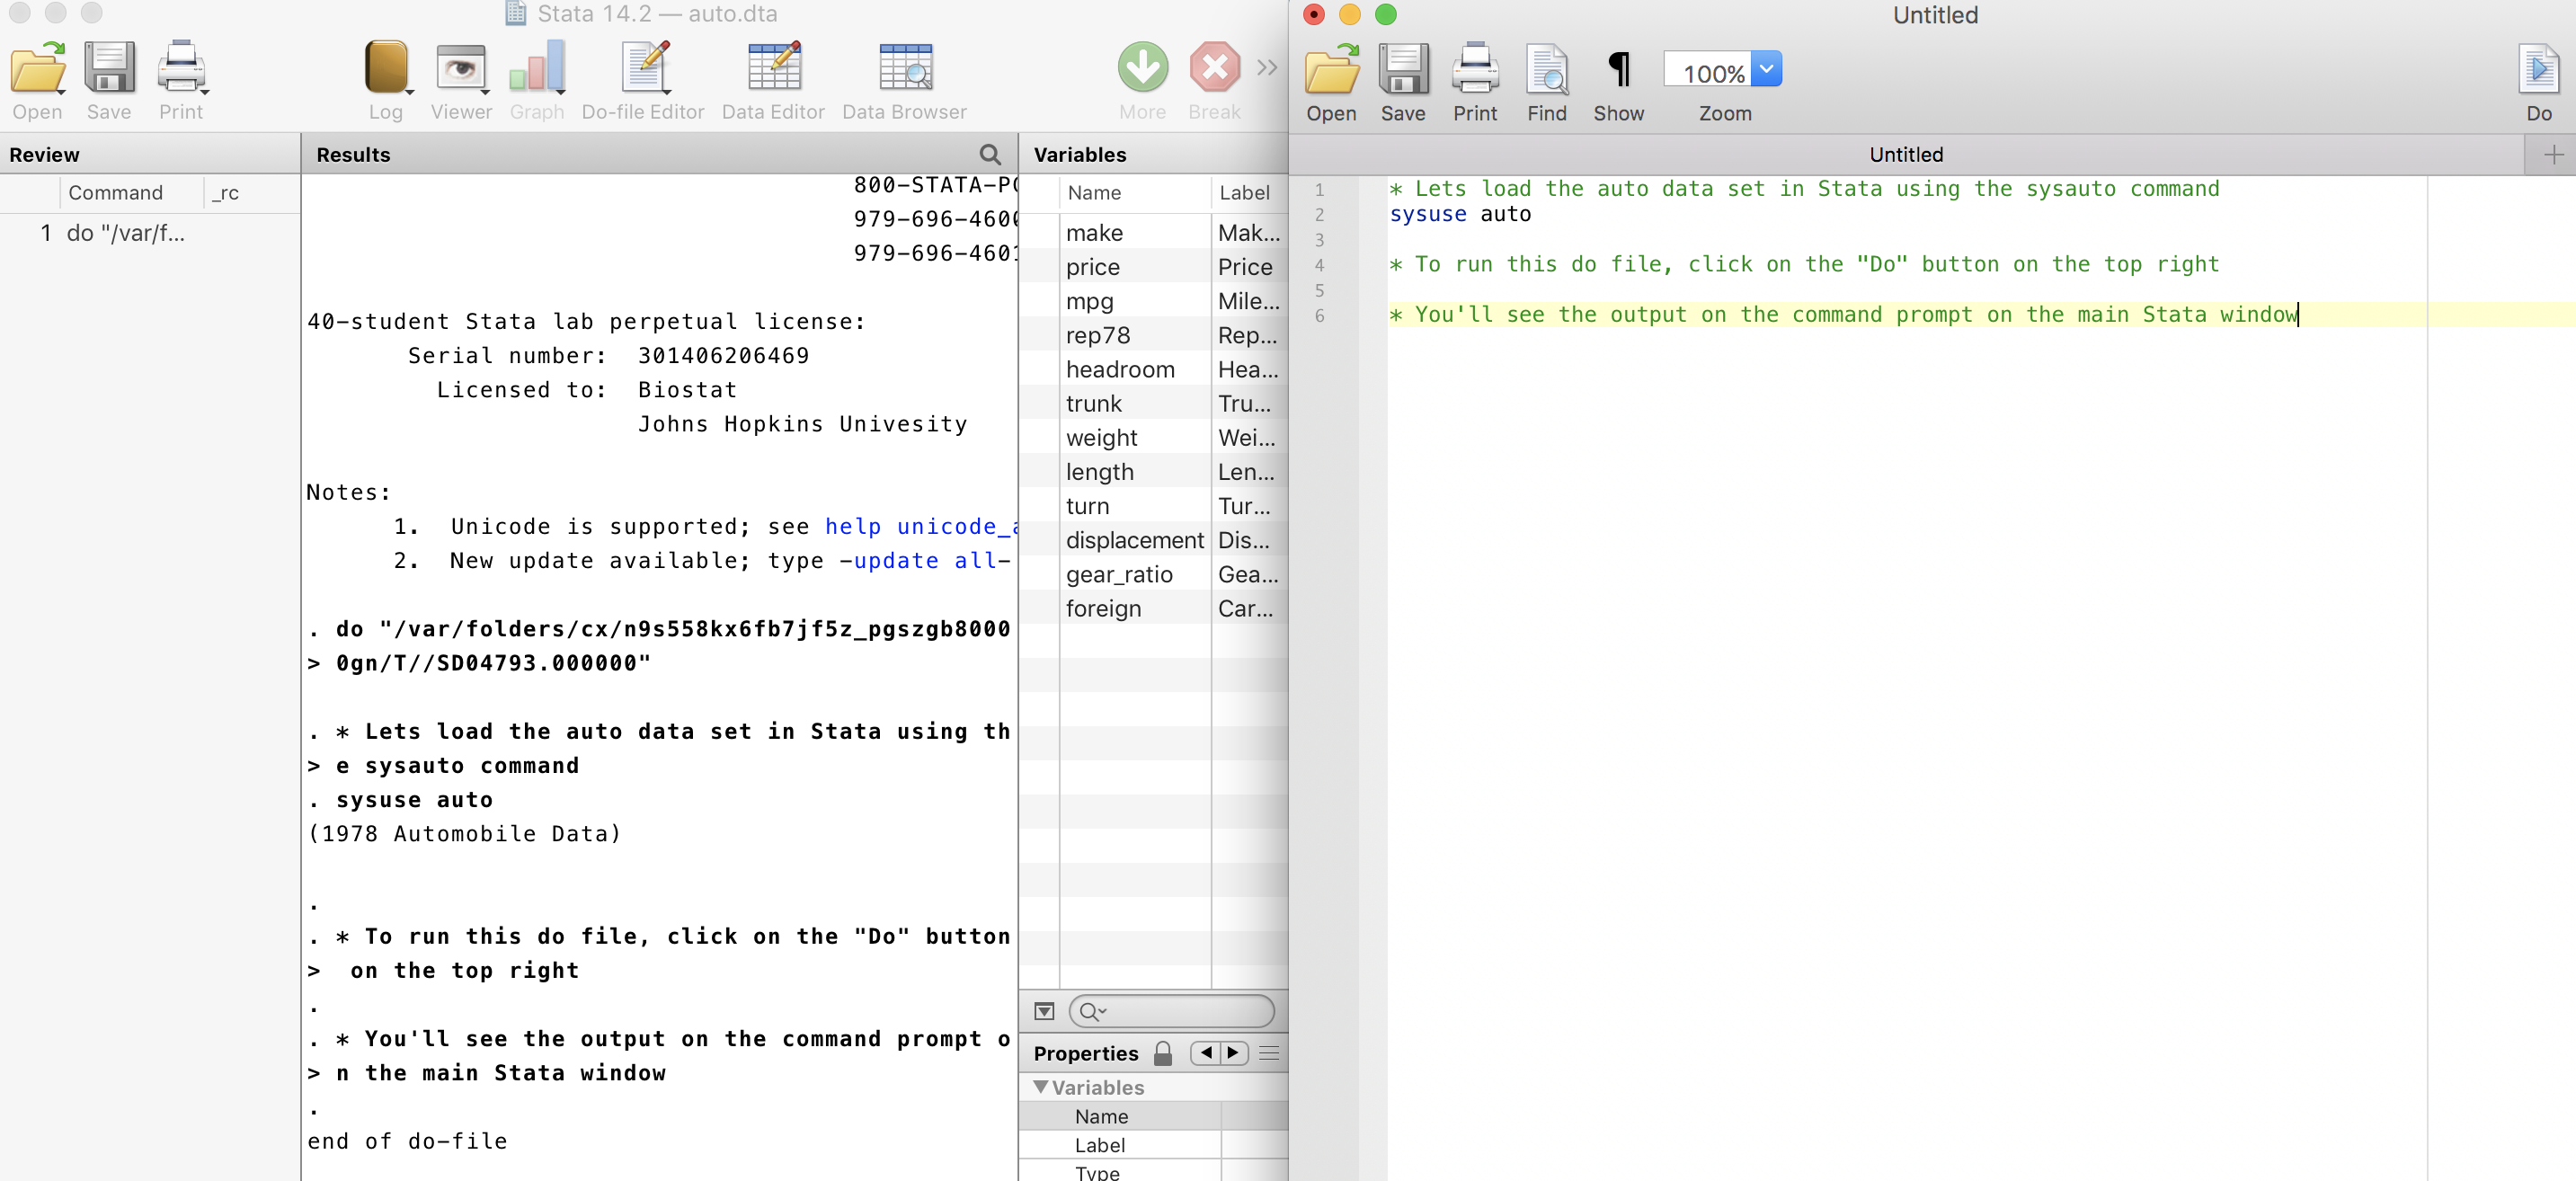 Stata 14.2 — auto.dta
Open
Save
Print
Log
Viewer
Graph
Do-file Editor
Data Editor
Data Browser
More
Break
Review
Command
_rc
1 do "/var/f...
Results
800-STATA-PC
979-696-4600
979-696-4601
40-student Stata lab perpetual license:
Serial number: 301406206469
Licensed to: Biostat
Johns Hopkins Univesity
Notes:
1. Unicode is supported; see help unicode_a
2. New update available; type -update all-
. do "/var/folders/cx/n9s558kx6fb7jf5z_pgszgb8000
> 0gn/T//SD04793.000000"
. * Lets load the auto data set in Stata using th
> e sysauto command
. sysuse auto
(1978 Automobile Data)
.
. * To run this do file, click on the "Do" button
>  on the top right
.
. * You'll see the output on the command prompt o
> n the main Stata window
.
end of do-file
Variables
Name Label
make Mak...
price Price
mpg Mile...
rep78 Rep...
headroom Hea...
trunk Tru...
weight Wei...
length Len...
turn Tur...
displacement Dis...
gear_ratio Gea...
foreign Car...
Properties
Variables
Name
Label
Type
Untitled
Open
Save
Print
Find
¶
Show
100%
Zoom
Do
Untitled
1 * Lets load the auto data set in Stata using the sysauto command
2 sysuse auto
3
4 * To run this do file, click on the "Do" button on the top right
5
6 * You'll see the output on the command prompt on the main Stata window